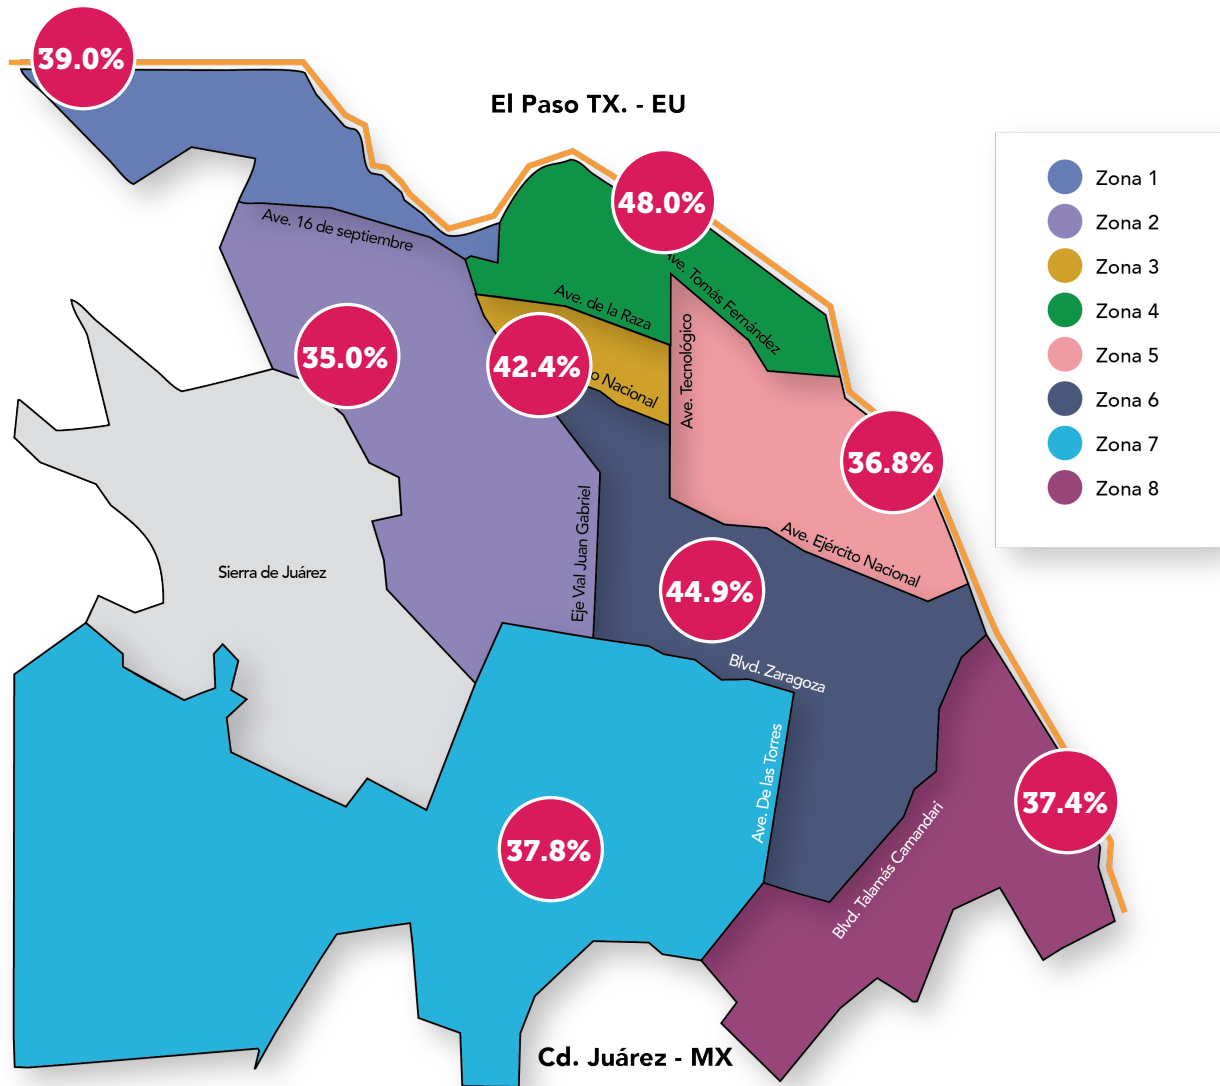 39.0%
El Paso TX. - EU
48.0%
Zona 1
Zona 2
Zona 3
Zona 4
Zona 5
Zona 6
Zona 7
Zona 8
Ave. 16 de septiembre
Ave. Tomás Fernández
Ave. de la Raza
35.0%
42.4%
Nacional
Ave. Tecnológico
36.8%
Eje Vial Juan Gabriel
Ave. Ejército Nacional
Sierra de Juárez
44.9%
Blvd. Zaragoza
Ave. De las Torres
37.4%
Blvd. Talamás Camandari
37.8%
Cd. Juárez - MX